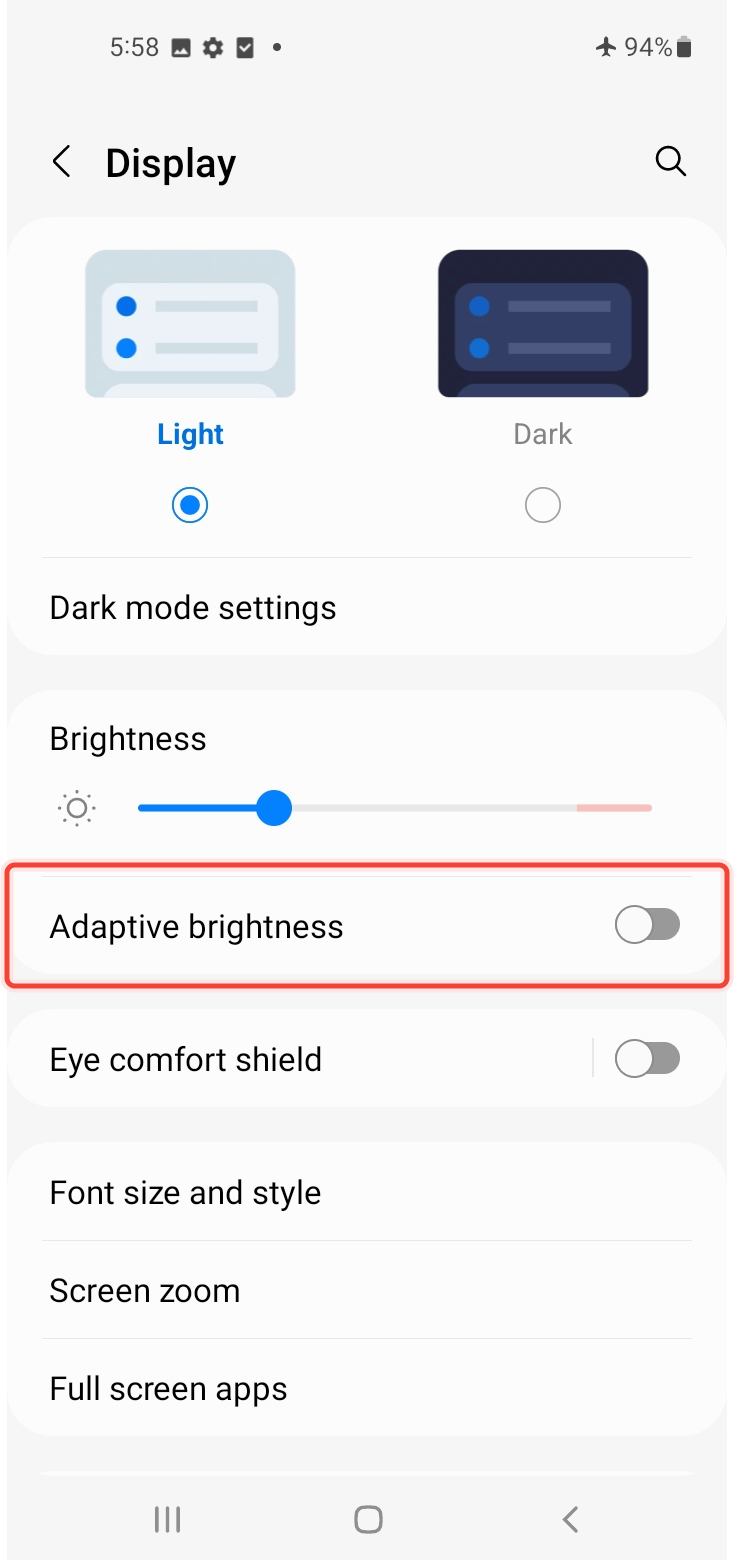 5:58 94%
Display
Light Dark
Dark mode settings
Brightness
Adaptive brightness
Eye comfort shield
Font size and style
Screen zoom
Full screen apps